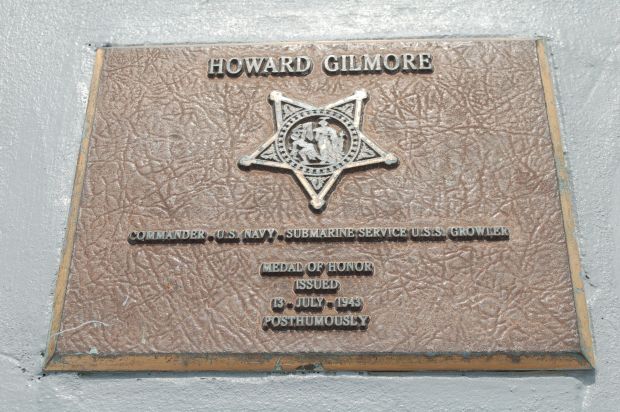 HOWARD GILMORE
COMMANDER - U.S. NAVY - SUBMARINE SERVICE U.S.S. GROWLER
MEDAL OF HONOR
ISSUED
13 - JULY - 1943
POSTHUMOUSLY